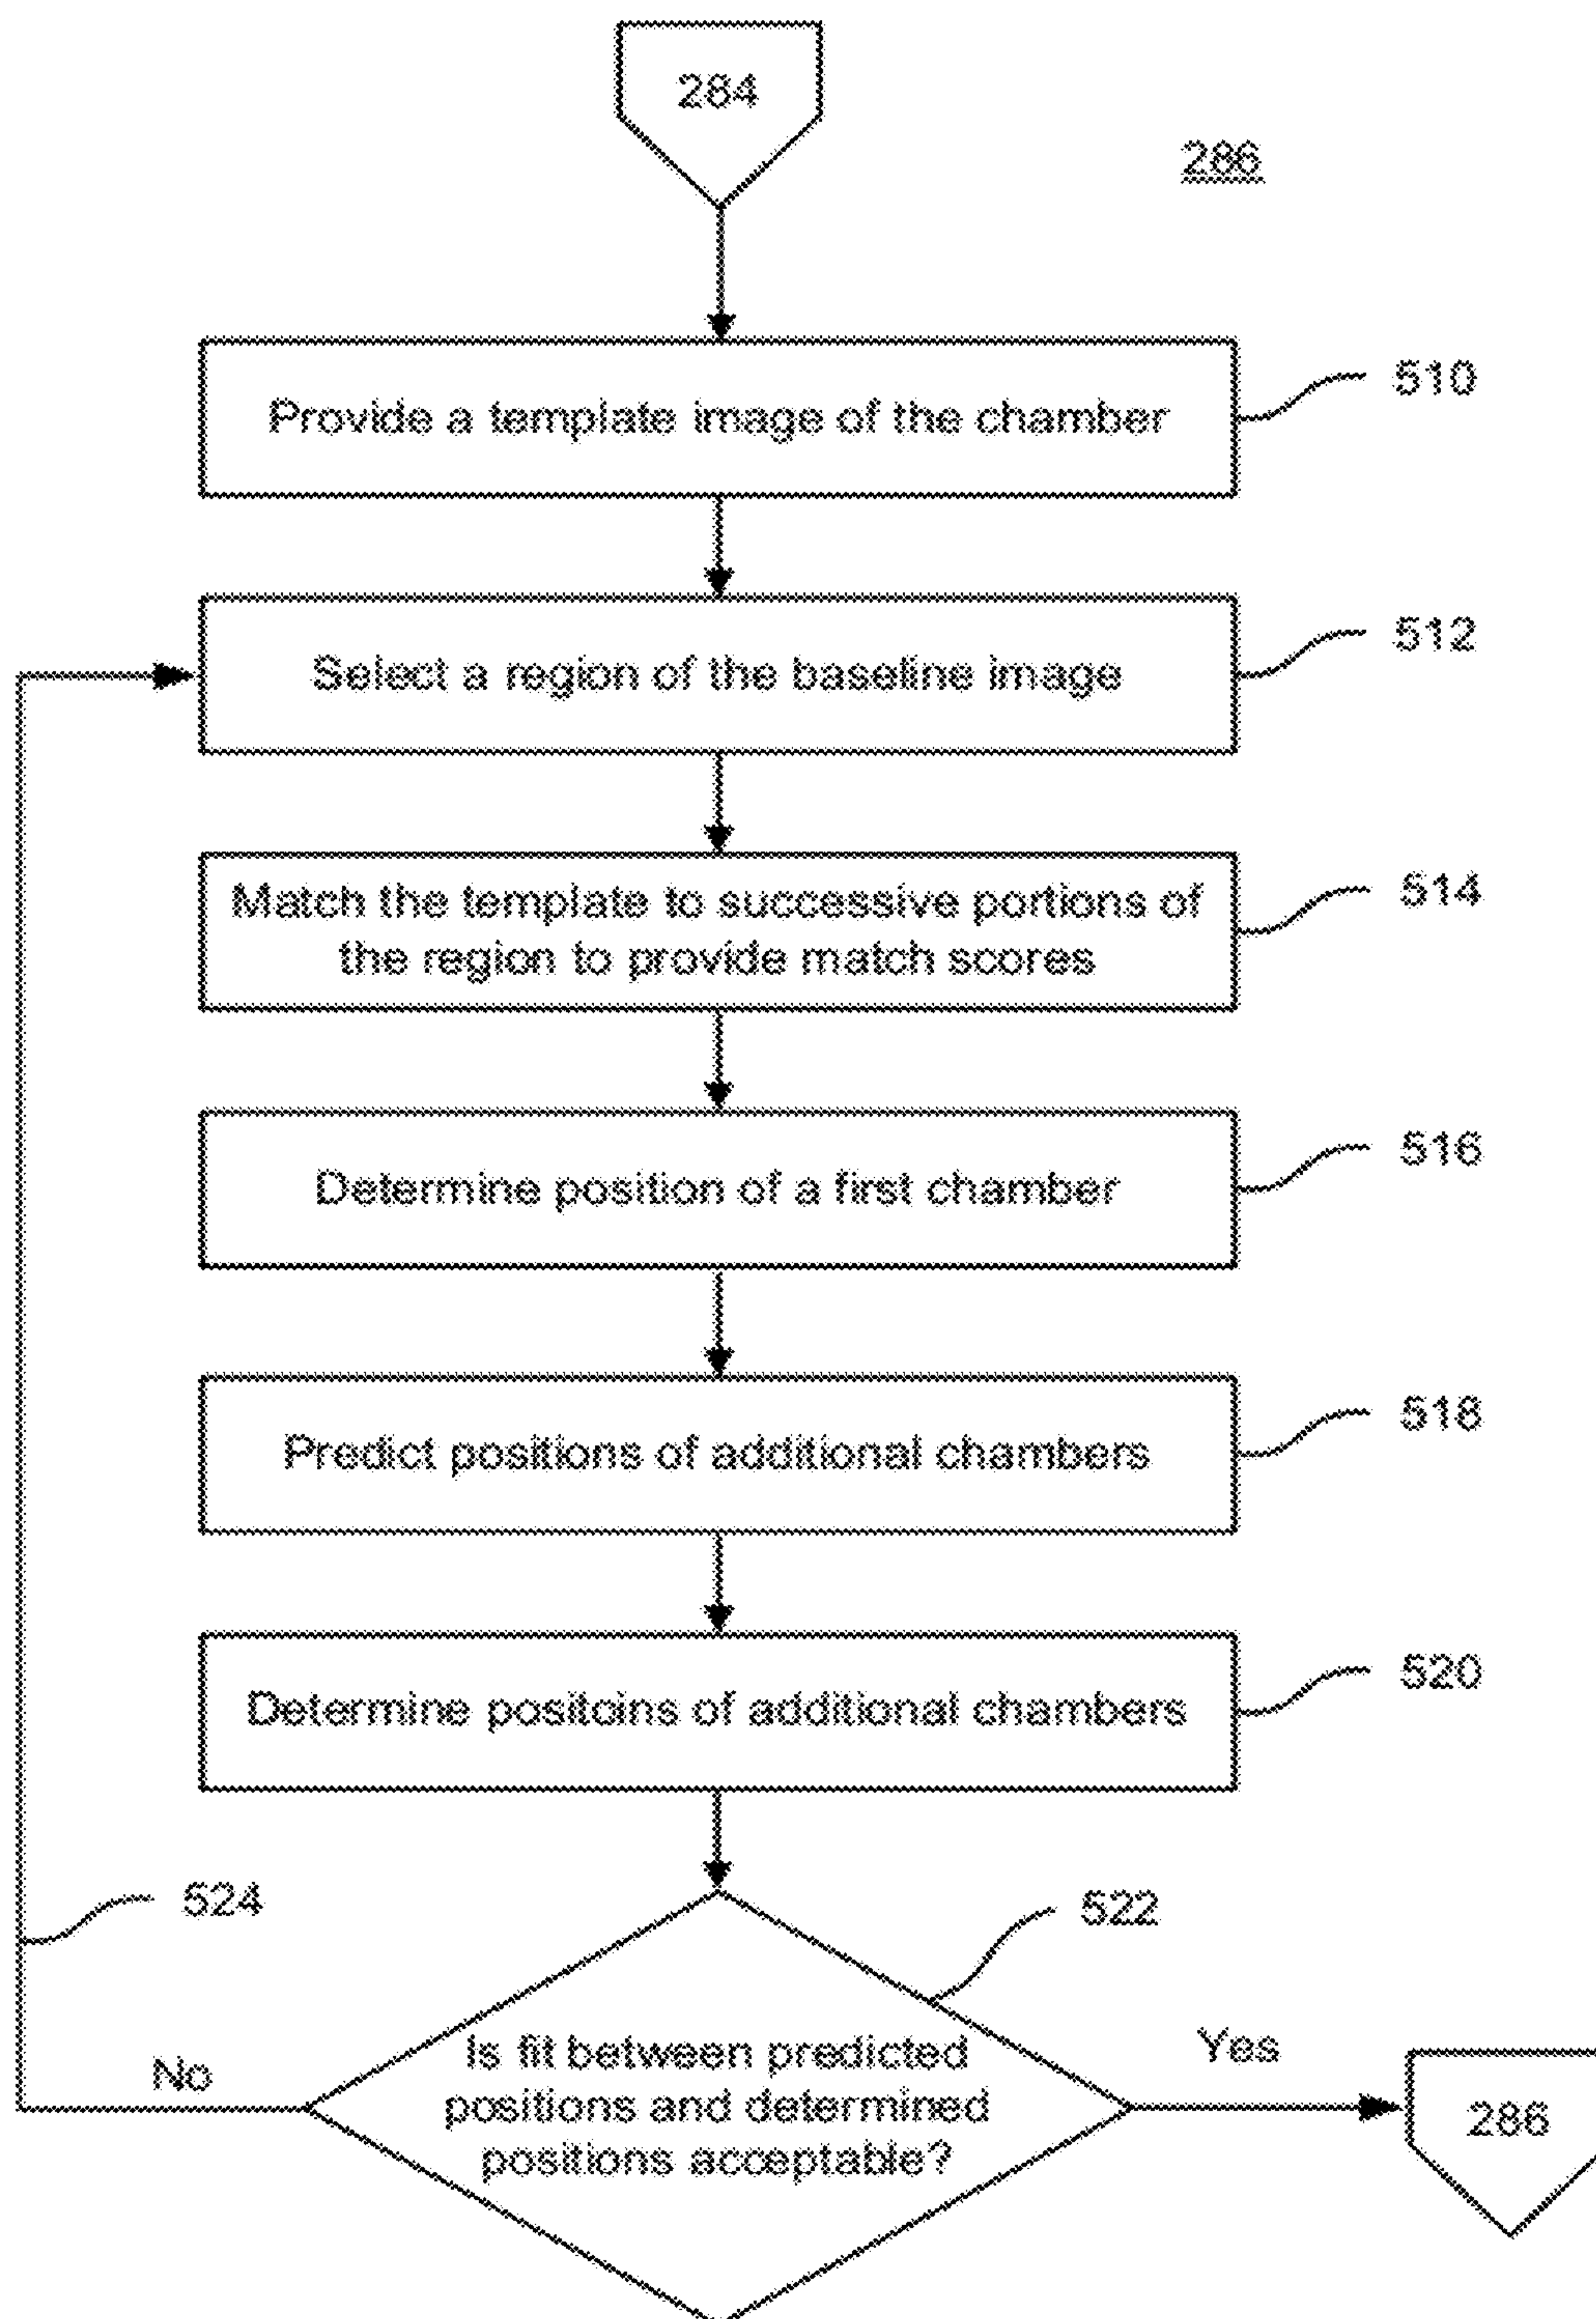 284
286
Provide a template image of the chamber
510
Select a region of the baseline image
512
Match the template to successive portions of
the region to provide match scores
514
Determine position of a first chamber
516
Predict positions of additional chambers
518
Determine positcins of additional chambers
520
524
522
Is fit between predicted
positions and determined
positions acceptable?
No
Yes
286